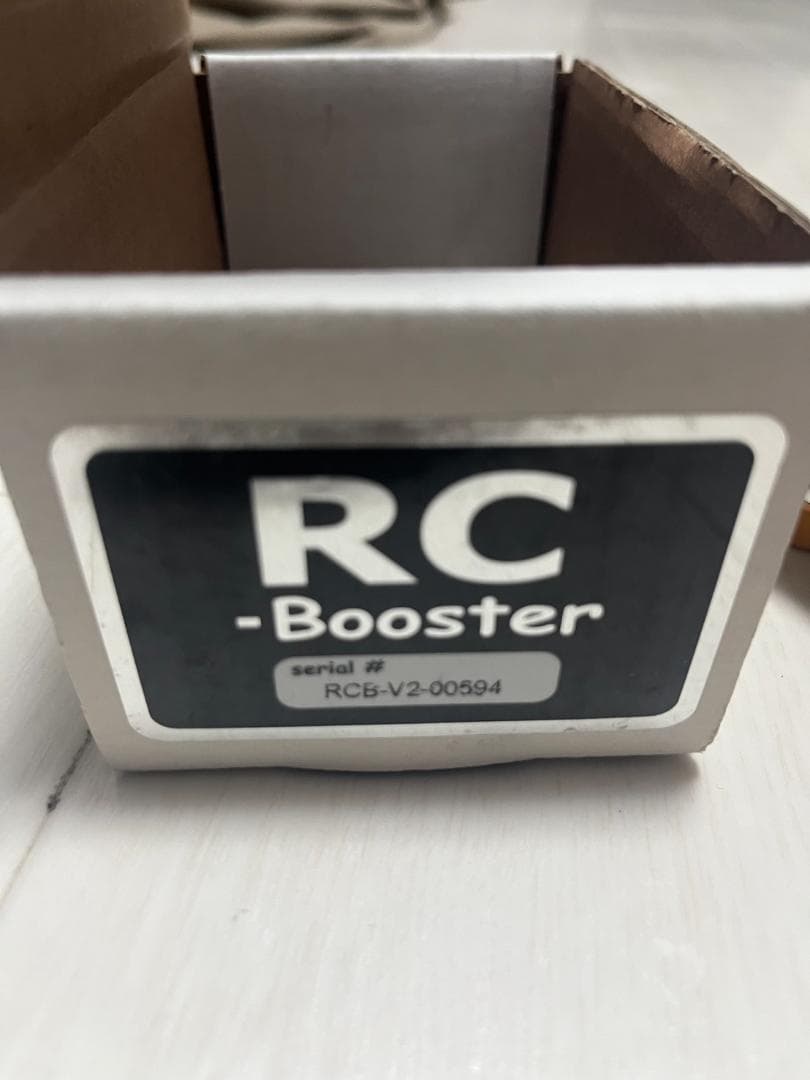 RC
-Booster
serial #
RCB-V2-00594